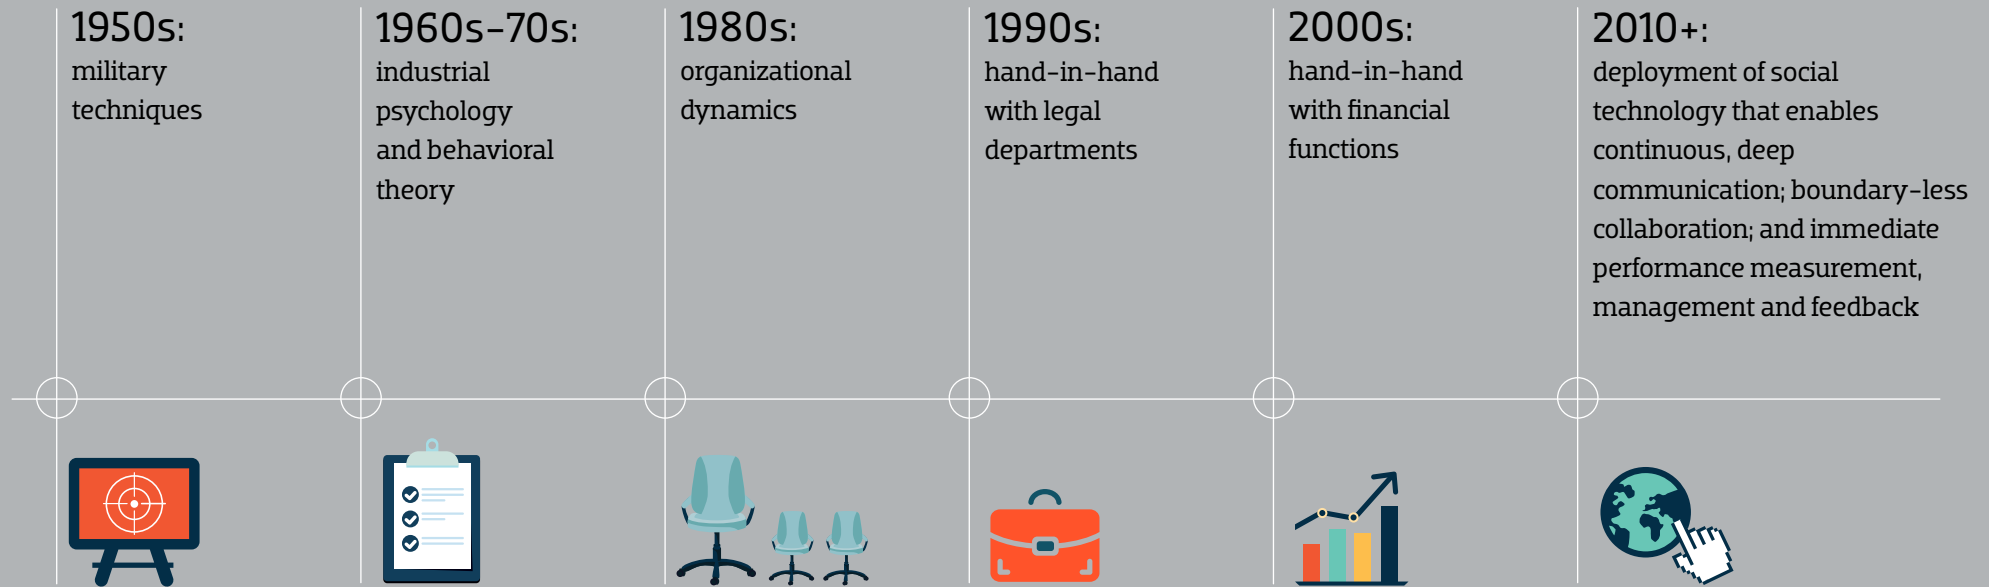 1950s:
military
techniques
1960s–70s:
industrial
psychology
and behavioral
theory
1980s:
organizational
dynamics
1990s:
hand-in-hand
with legal
departments
2000s:
hand-in-hand
with financial
functions
2010+:
deployment of social
technology that enables
continuous, deep
communication; boundary-less
collaboration; and immediate
performance measurement,
management and feedback